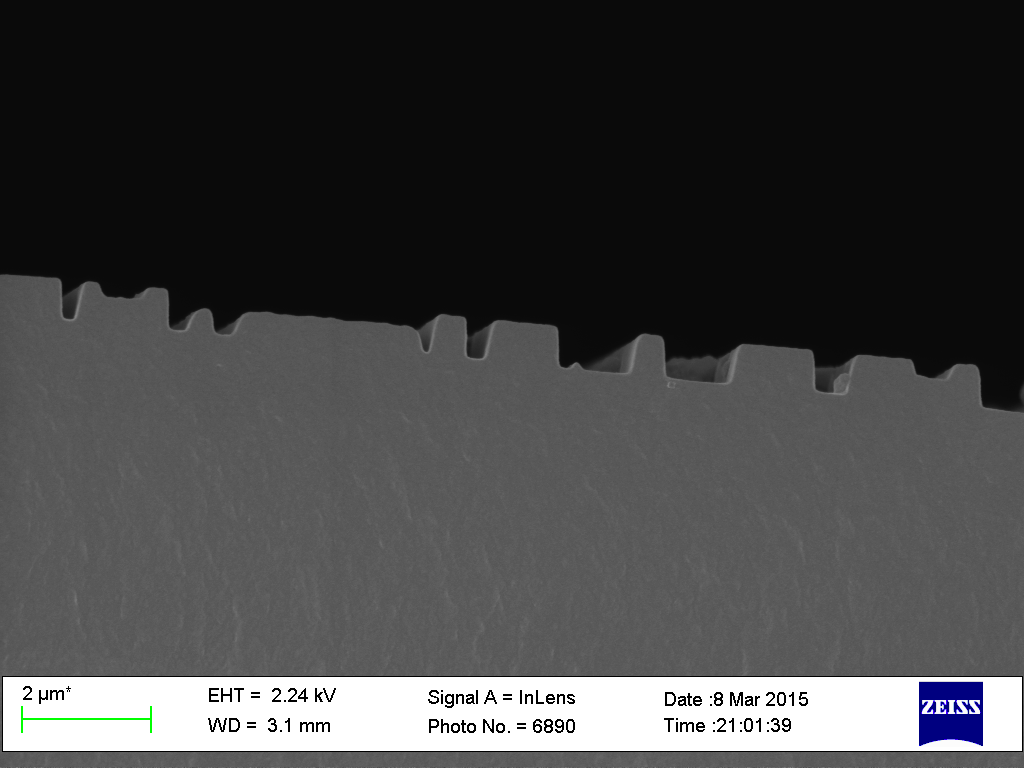 2 µm*
EHT = 2.24 kV
WD = 3.1 mm
Signal A = InLens
Photo No. = 6890
Date :8 Mar 2015
Time :21:01:39
ZEISS